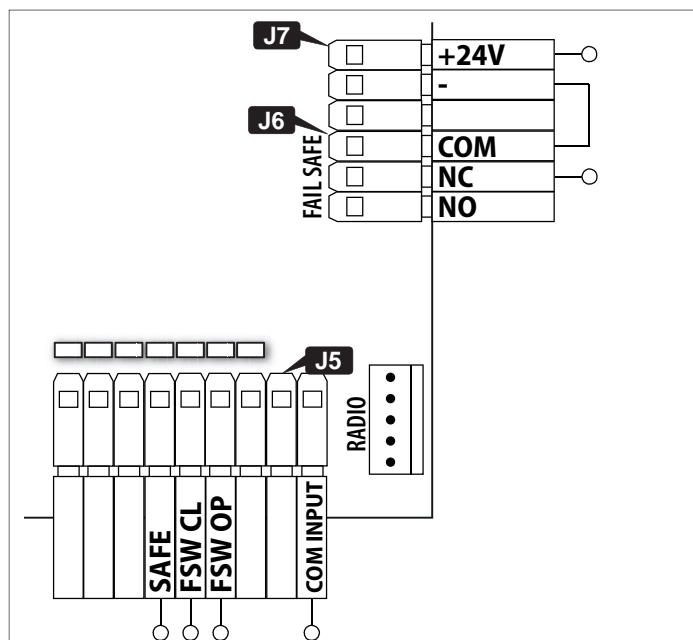 J7
+24V
-
J6
COM
FAIL SAFE
NC
NO
J5
RADIO
SAFE
FSW CL
FSW OP
COM INPUT